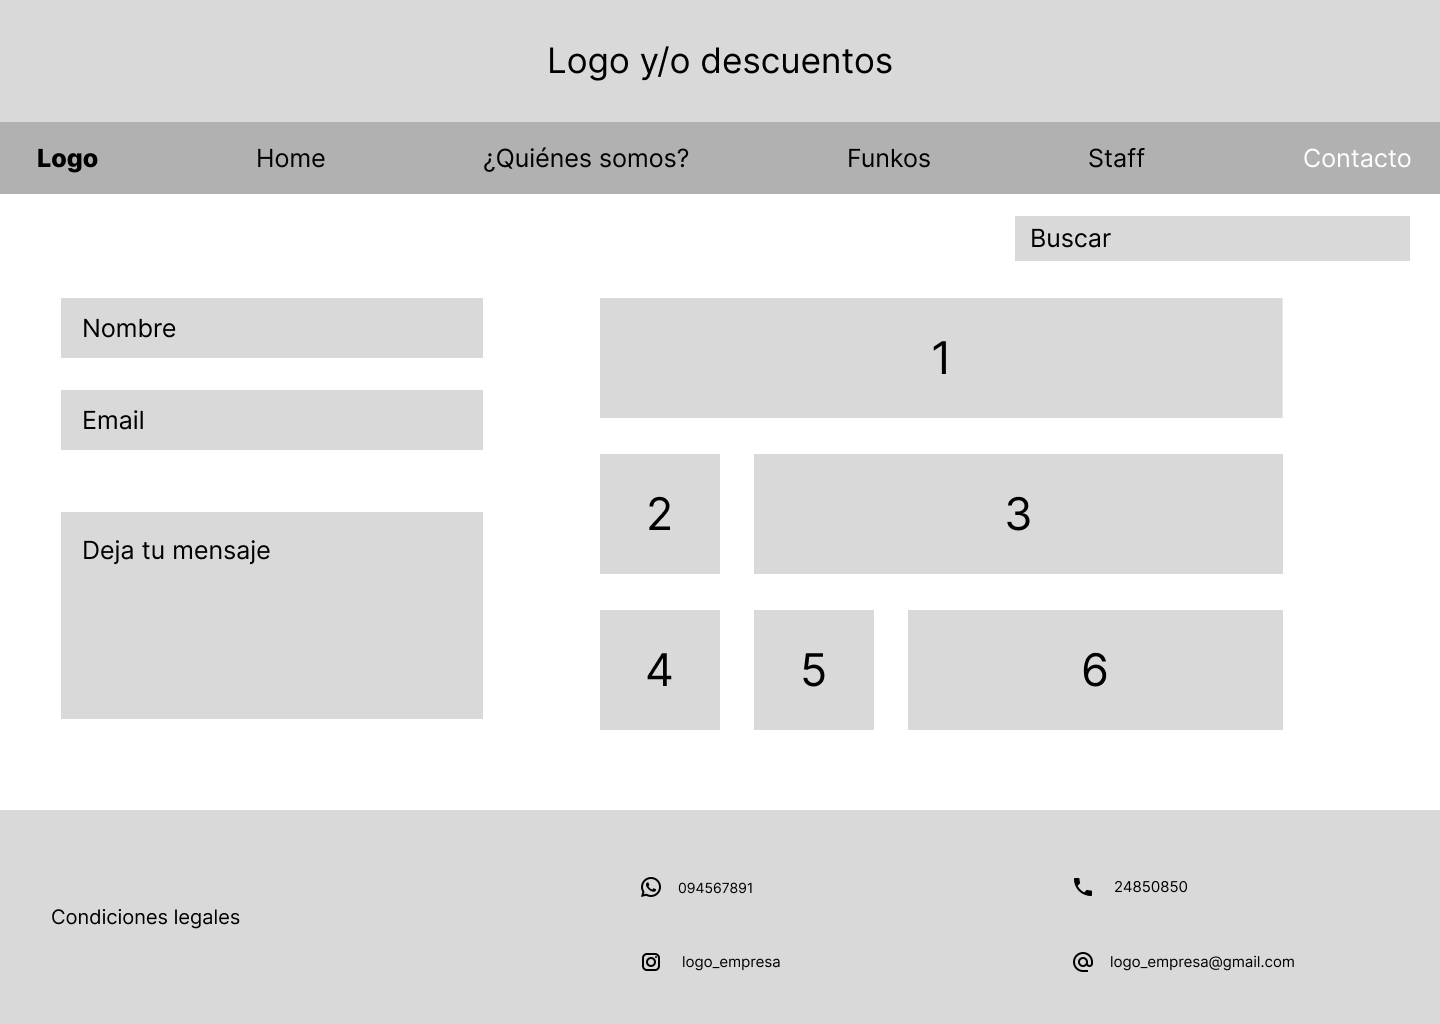 Logo y/o descuentos
Logo
Home
¿Quiénes somos?
Funkos
Staff
Contacto
Buscar
Nombre
Email
Deja tu mensaje
1
2
3
4
5
6
Condiciones legales
094567891
24850850
logo_empresa
logo_empresa@gmail.com